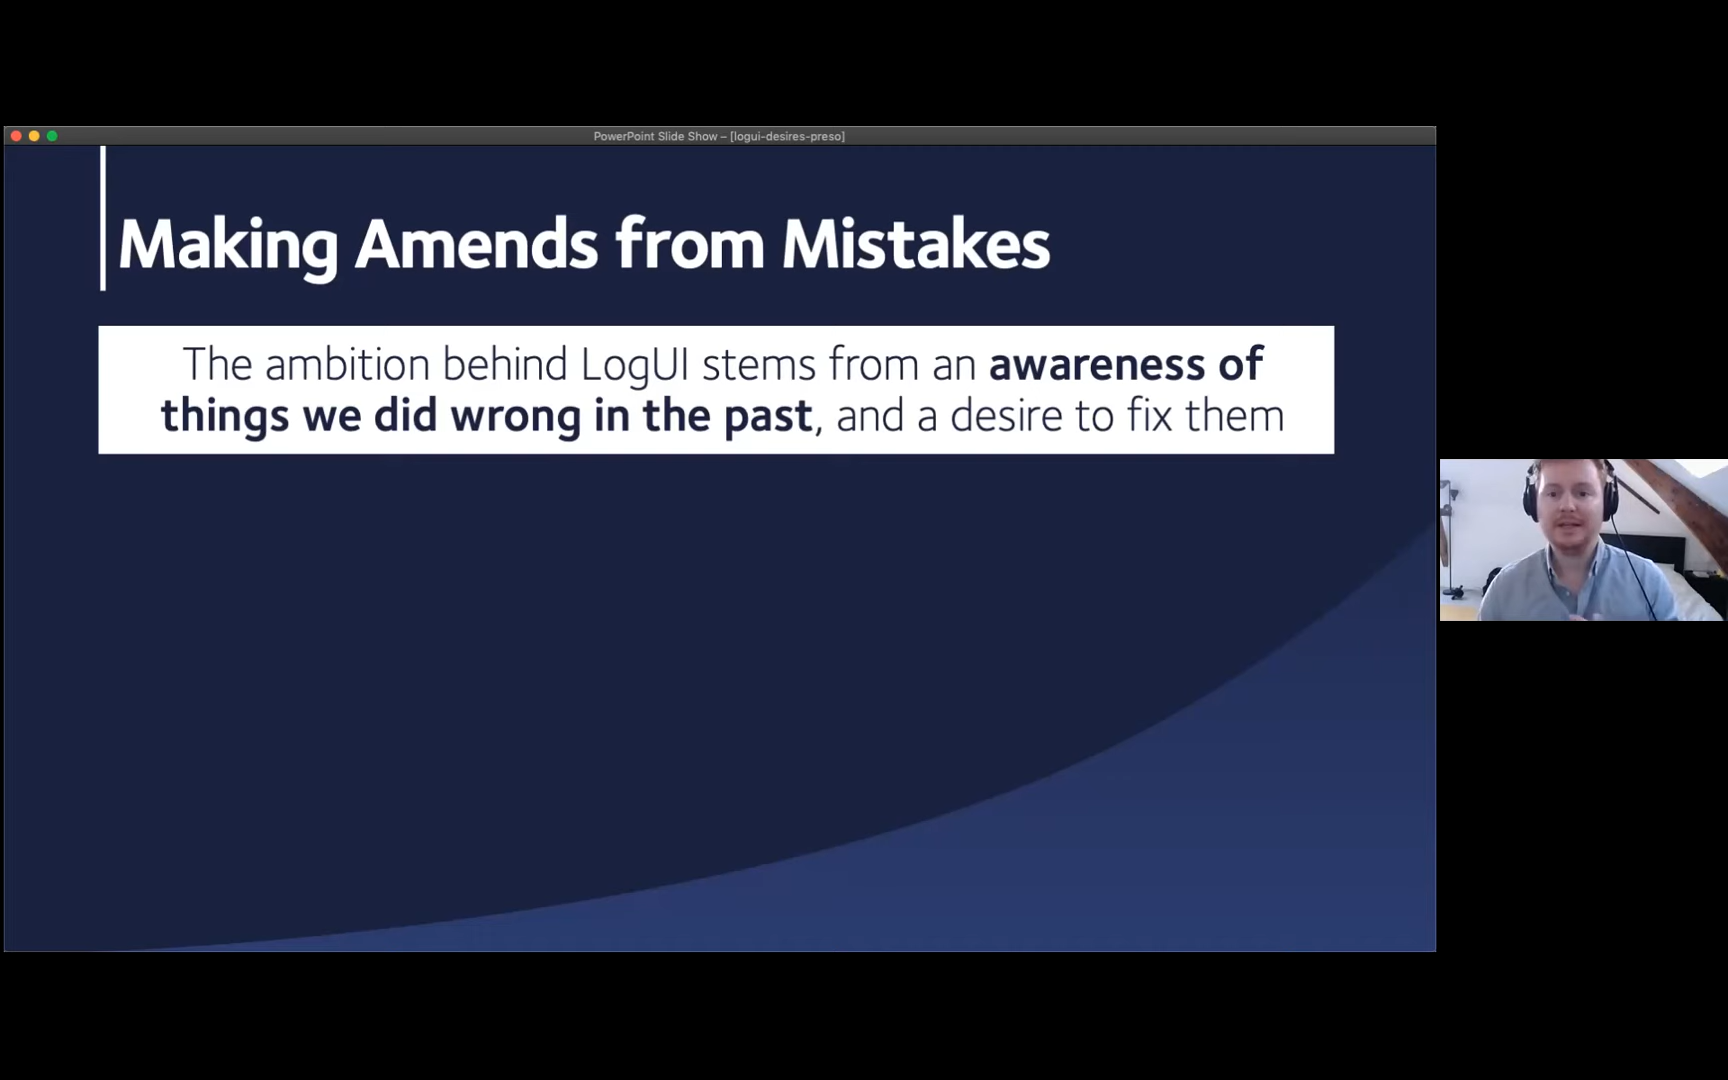 PowerPoint Slide Show – [logui-desires-preso]
Making Amends from Mistakes
The ambition behind LogUI stems from an awareness of
things we did wrong in the past, and a desire to fix them